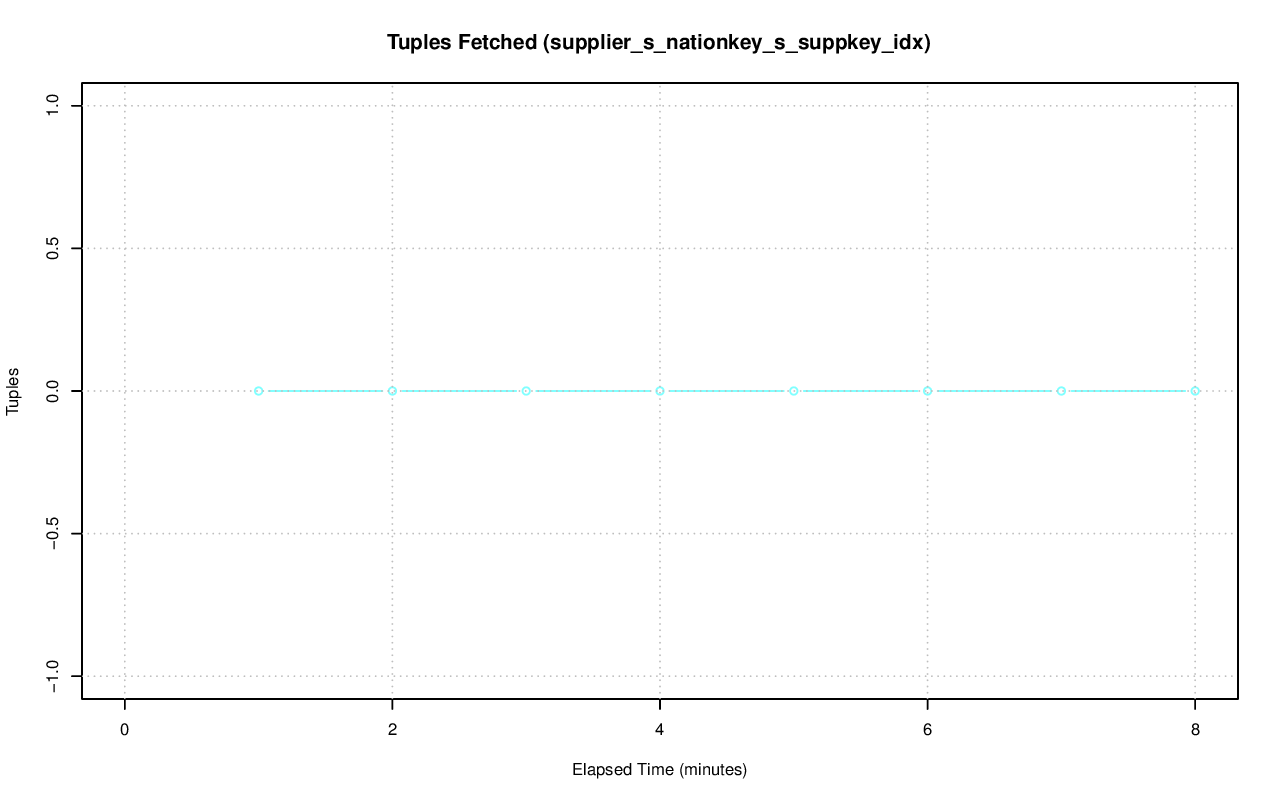 Tuples Fetched (supplier_s_nationkey_s_suppkey_idx)
1.0
0.5
0.0
−0.5
−1.0
Tuples
0 2 4 6 8
Elapsed Time (minutes)